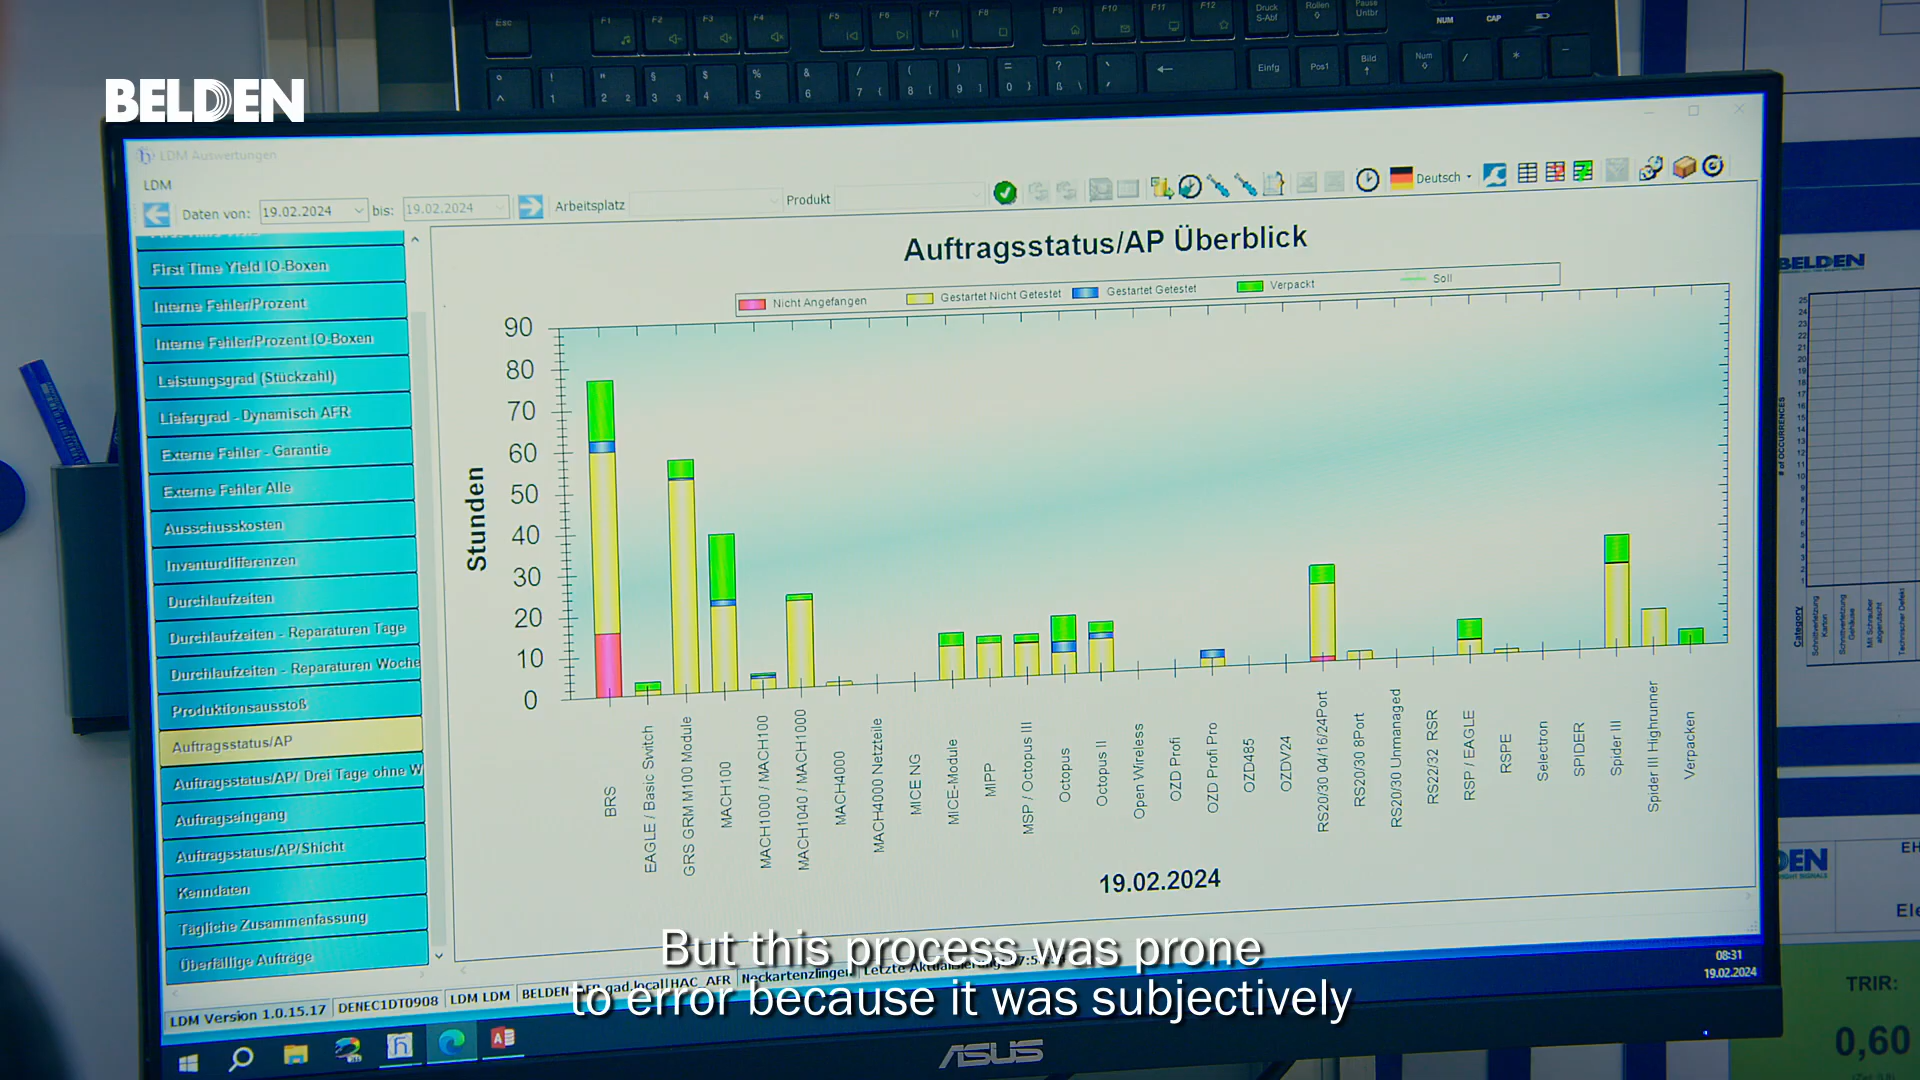 BELDEN
LDM Auswertungen
LDM
Daten von: 19.02.2024 bis: 19.02.2024 Arbeitsplatz Produkt Deutsch
First Time Yield IO-Boxen
Interne Fehler/Prozent
Interne Fehler/Prozent IO-Boxen
Leistungsgrad (Stückzahl)
Liefergrad - Dynamisch AFR
Externe Fehler - Garantie
Externe Fehler Alle
Ausschusskosten
Inventurdifferenzen
Durchlaufzeiten
Durchlaufzeiten - Reparaturen Tage
Durchlaufzeiten - Reparaturen Woche
Produktionsausstoß
Auftragsstatus/AP
Auftragsstatus/AP/ Drei Tage ohne W
Auftragseingang
Auftragsstatus/AP/Shicht
Kenndaten
Tägliche Zusammenfassung
Überfällige Aufträge
Auftragsstatus/AP Überblick
Nicht Angefangen Gestartet Nicht Getestet Gestartet Getestet Verpackt Soll
Stunden
90
80
70
60
50
40
30
20
10
0
BRS
EAGLE / Basic Switch
GRS GRM M100 Module
MACH100
MACH1000 / MACH100
MACH1040 / MACH1000
MACH4000
MACH4000 Netzteile
MICE NG
MICE-Module
MIPP
MSP / Octopus III
Octopus
Octopus II
Open Wireless
OZD Profi
OZD Profi Pro
OZD485
OZDV24
RS20/30 04/16/24Port
RS20/30 8Port
RS20/30 Unmanaged
RS22/32 RSR
RSP / EAGLE
RSPE
Selectron
SPIDER
Spider III
Spider III Highrunner
Verpacken
19.02.2024
LDM Version 1.0.15.17 DENEC1DT0908 LDM LDM Neckartenzlingen
08:31
19.02.2024
But this process was prone
to error because it was subjectively
ASUS
BELDEN
# of OCCURRENCES
Category
TRIR:
0,60